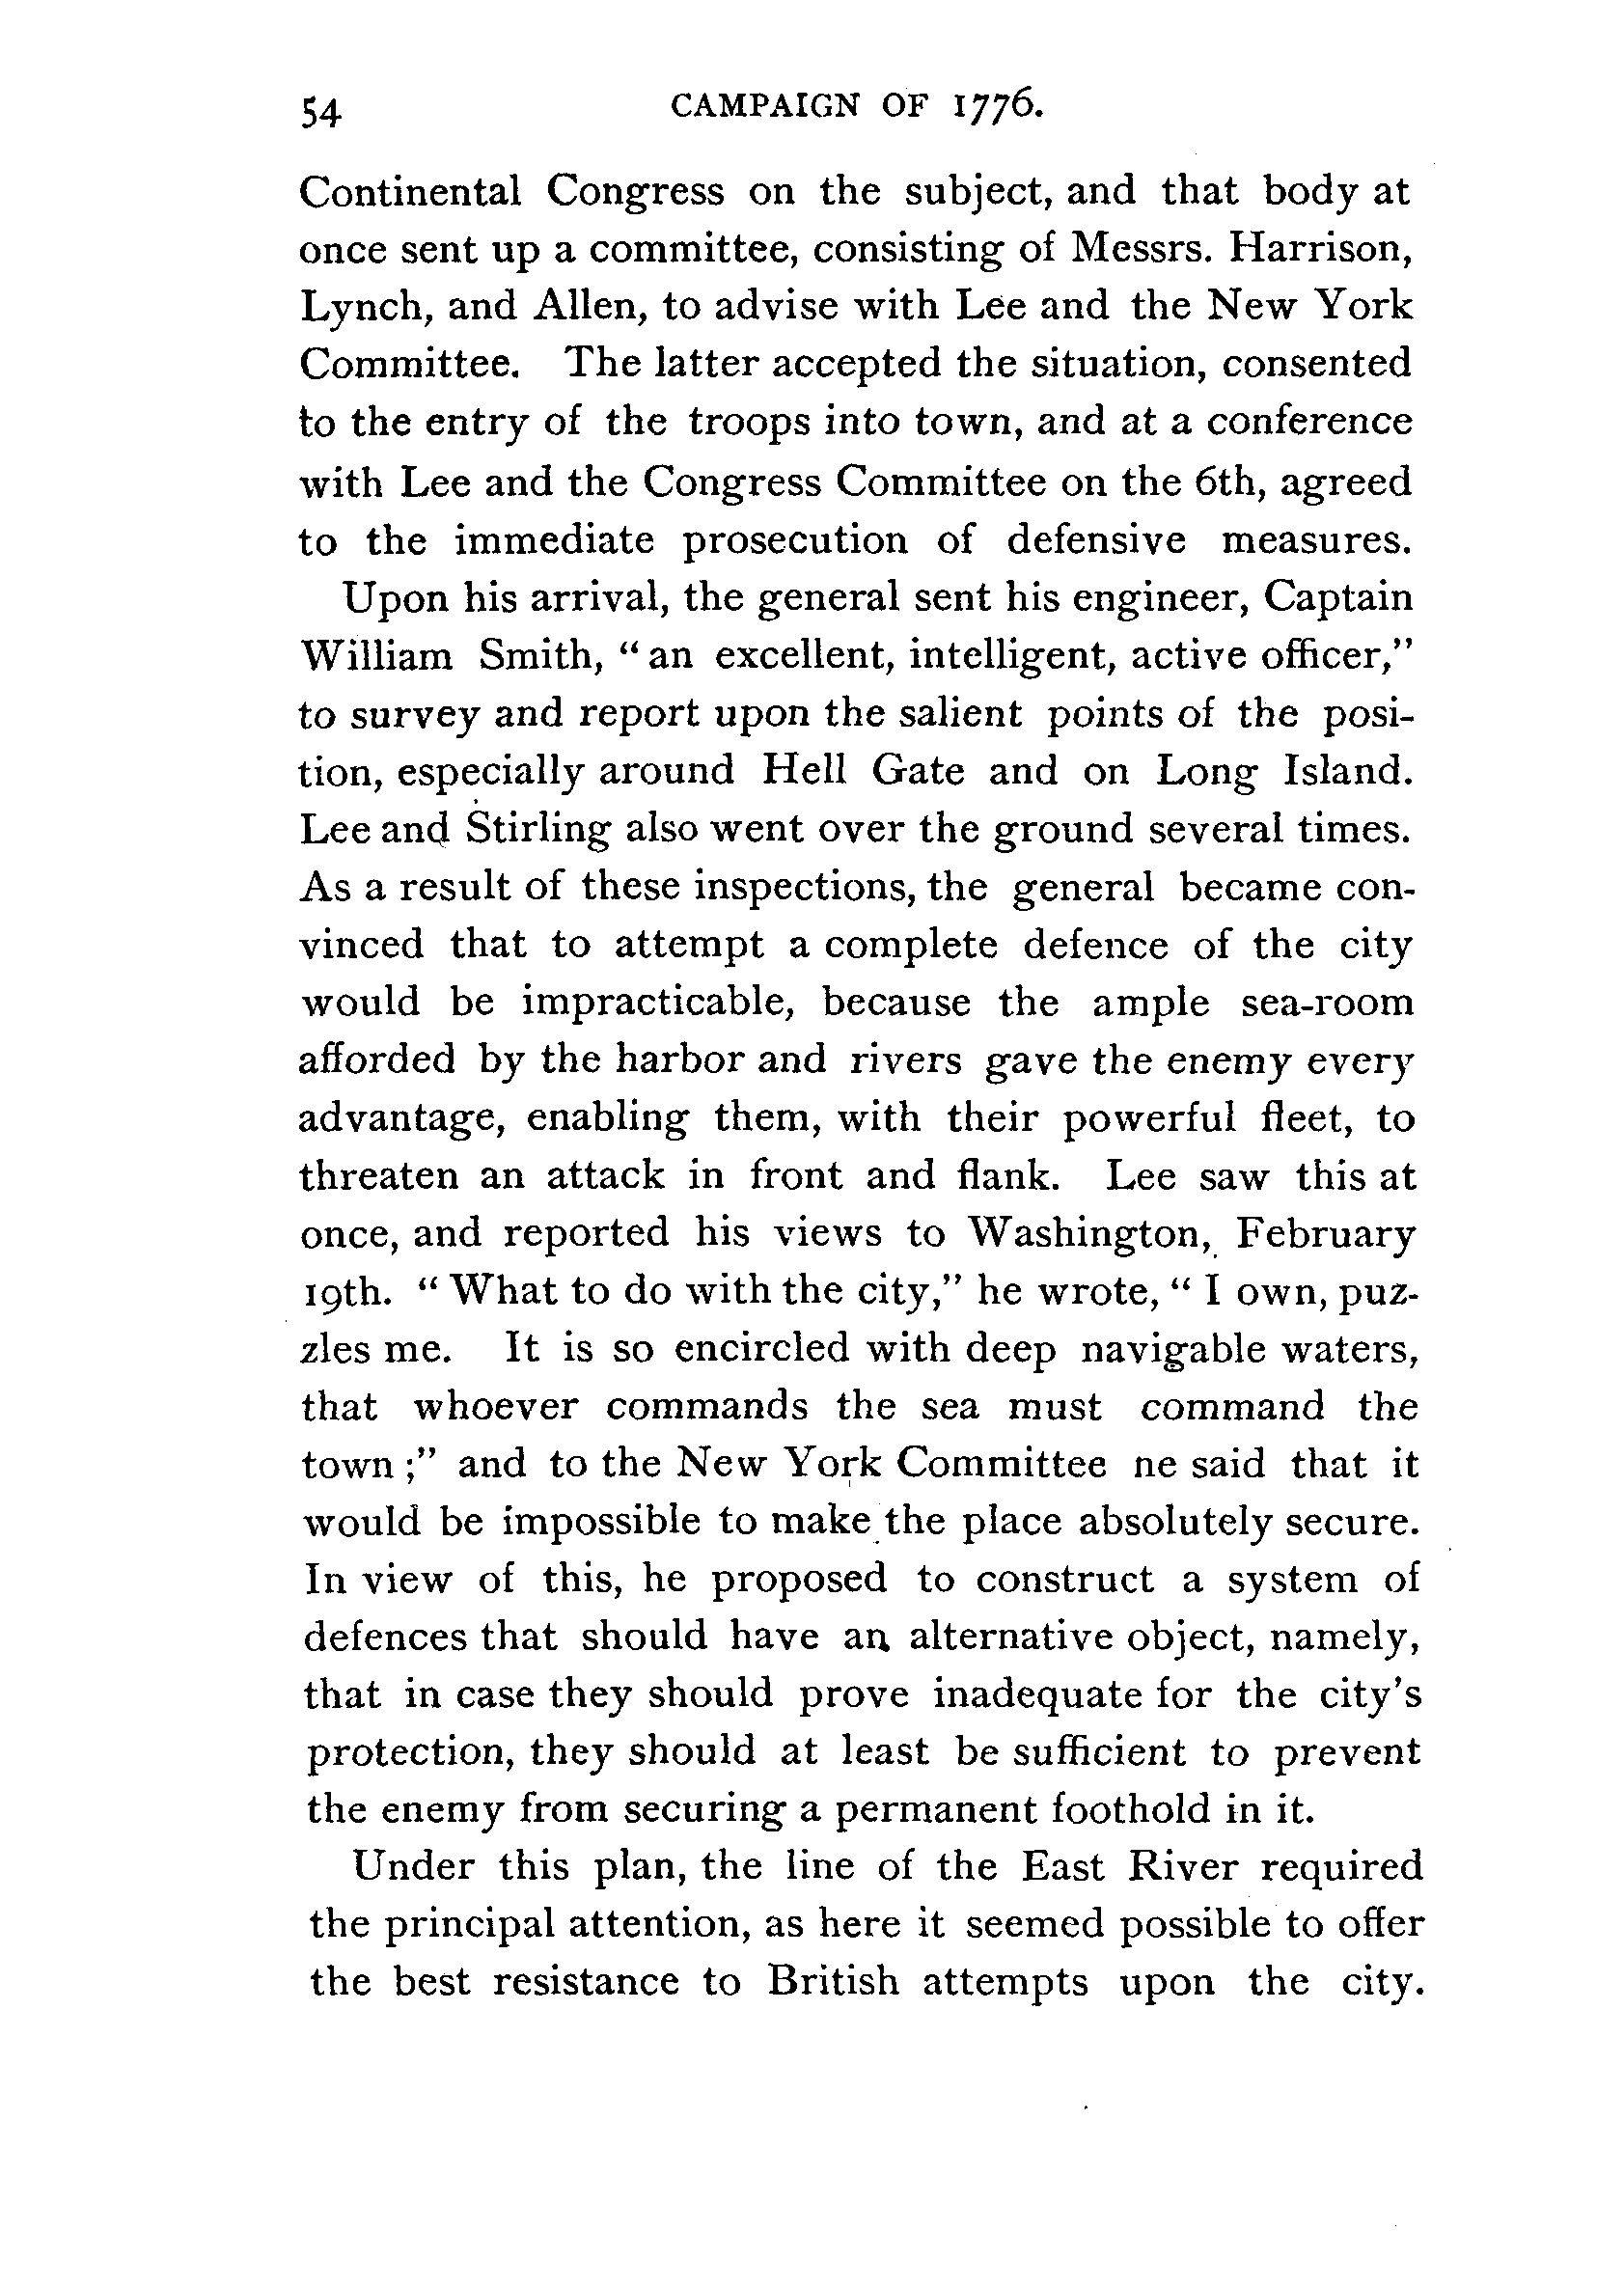 54 CAMPAIGN OF 1776.
Continental Congress on the subject, and that body at
once sent up a committee, consisting of Messrs. Harrison,
Lynch, and Allen, to advise with Lee and the New York
Committee. The latter accepted the situation, consented
to the entry of the troops into town, and at a conference
with Lee and the Congress Committee on the 6th, agreed
to the immediate prosecution of defensive measures.
Upon his arrival, the general sent his engineer, Captain
William Smith, “ an excellent, intelligent, active officer,”
to survey and report upon the salient points of the posi-
tion, especially around Hell Gate and on Long Island.
Lee and Stirling also went over the ground several times.
As a result of these inspections, the general became con-
vinced that to attempt a complete defence of the city
would be impracticable, because the ample sea-room
afforded by the harbor and rivers gave the enemy every
advantage, enabling them, with their powerful fleet, to
threaten an attack in front and flank. Lee saw this at
once, and reported his views to Washington, February
19th. “ What to do with the city,” he wrote, “ I own, puz-
zles me. It is so encircled with deep navigable waters,
that whoever commands the sea must command the
town ;” and to the New York Committee ne said that it
would be impossible to make the place absolutely secure.
In view of this, he proposed to construct a system of
defences that should have an alternative object, namely,
that in case they should prove inadequate for the city's
protection, they should at least be sufficient to prevent
the enemy from securing a permanent foothold in it.
Under this plan, the line of the East River required
the principal attention, as here it seemed possible to offer
the best resistance to British attempts upon the city.